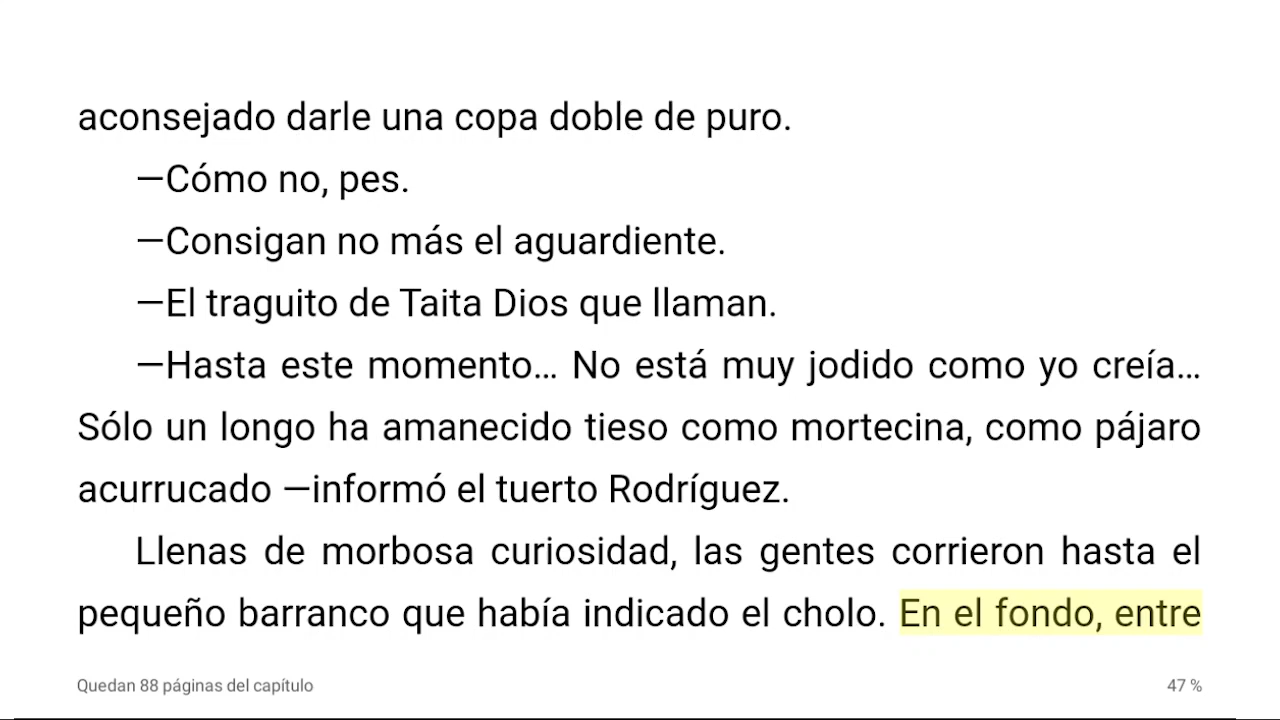 aconsejado darle una copa doble de puro.
—Cómo no, pes.
—Consigan no más el aguardiente.
—El traguito de Taita Dios que llaman.
—Hasta este momento… No está muy jodido como yo creía…
Sólo un longo ha amanecido tieso como mortecina, como pájaro
acurrucado —informó el tuerto Rodríguez.
Llenas de morbosa curiosidad, las gentes corrieron hasta el
pequeño barranco que había indicado el cholo. En el fondo, entre
Quedan 88 páginas del capítulo
47 %